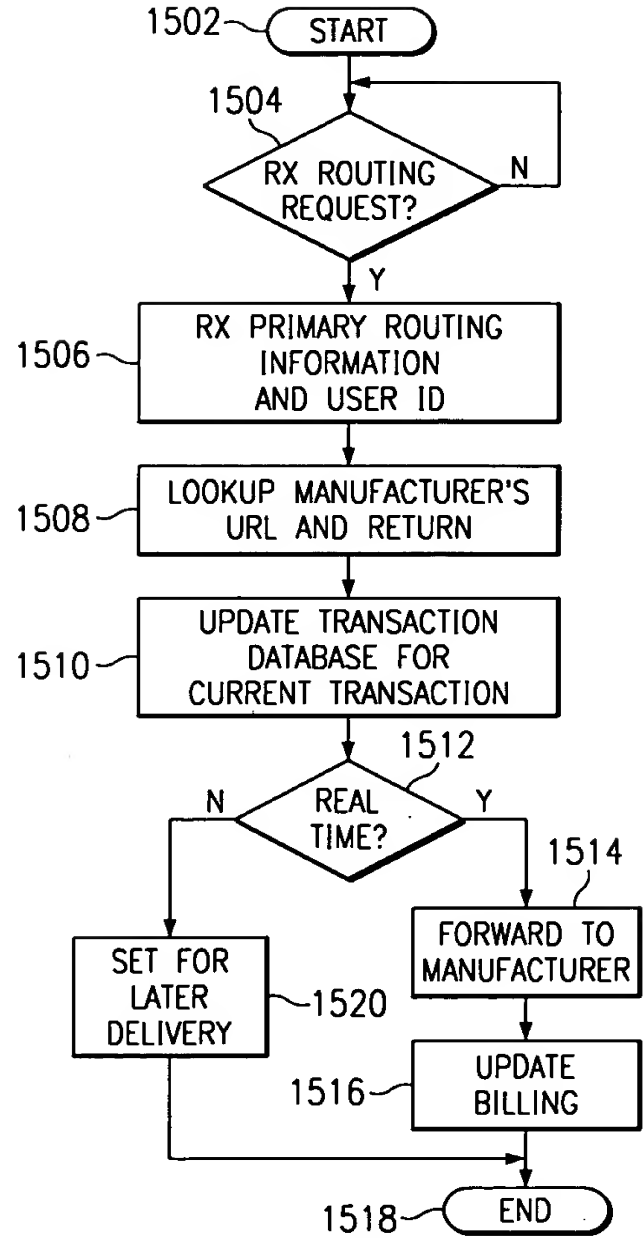 1502
START
1504
RX ROUTING
REQUEST?
N
Y
1506
RX PRIMARY ROUTING
INFORMATION
AND USER ID
1508
LOOKUP MANUFACTURER'S
URL AND RETURN
1510
UPDATE TRANSACTION
DATABASE FOR
CURRENT TRANSACTION
1512
N
REAL
TIME?
Y
1514
FORWARD TO
MANUFACTURER
SET FOR
LATER
DELIVERY
1520
1516
UPDATE
BILLING
1518
END